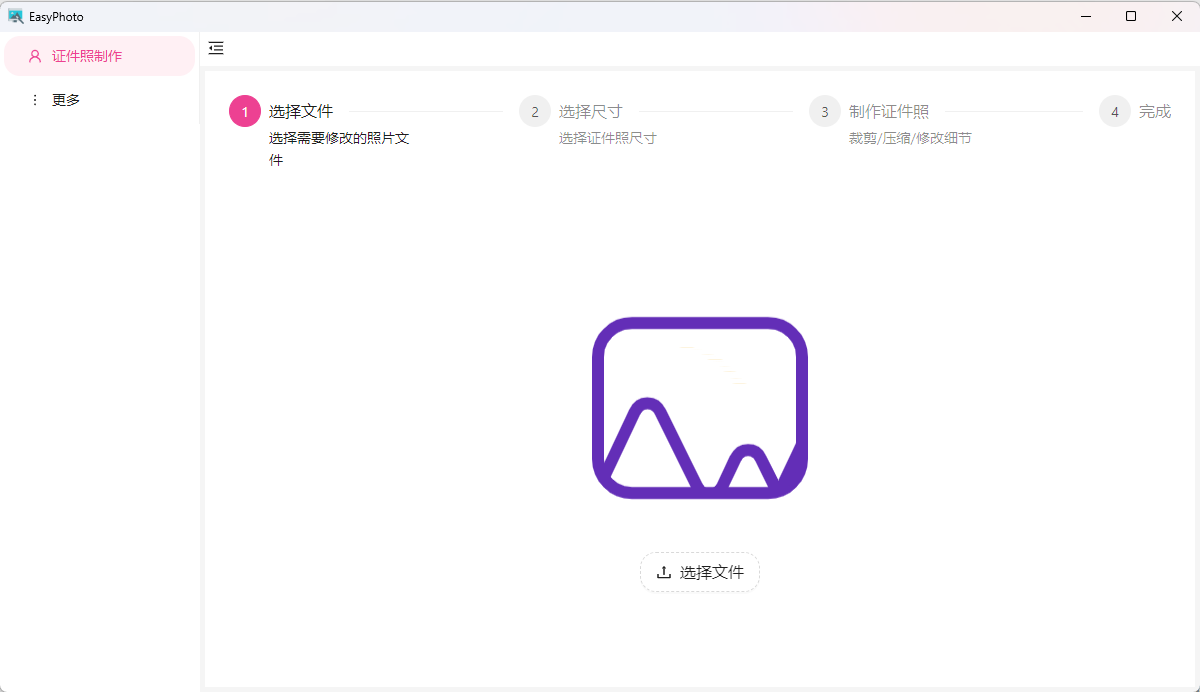 EasyPhoto
证件照制作
更多
1 选择文件
选择需要修改的照片文
件
2 选择尺寸
选择证件照尺寸
3 制作证件照
裁剪/压缩/修改细节
4 完成
选择文件